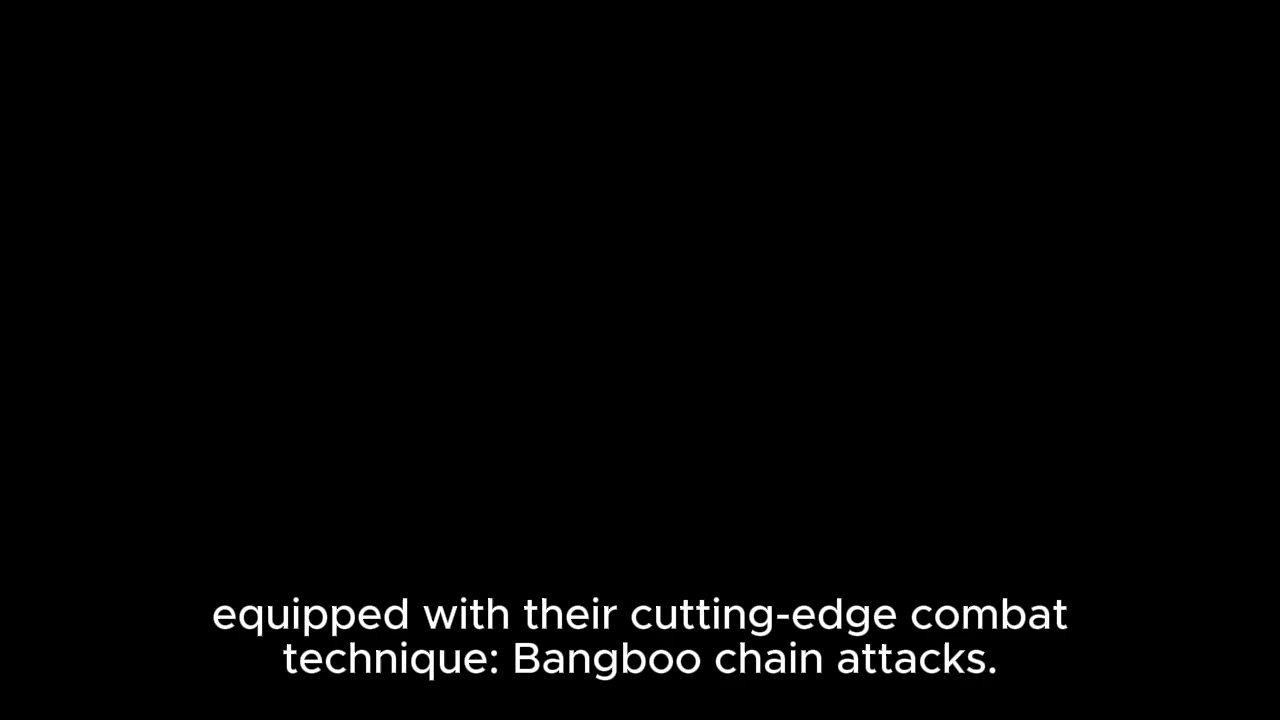 equipped with their cutting-edge combat
technique: Bangboo chain attacks.